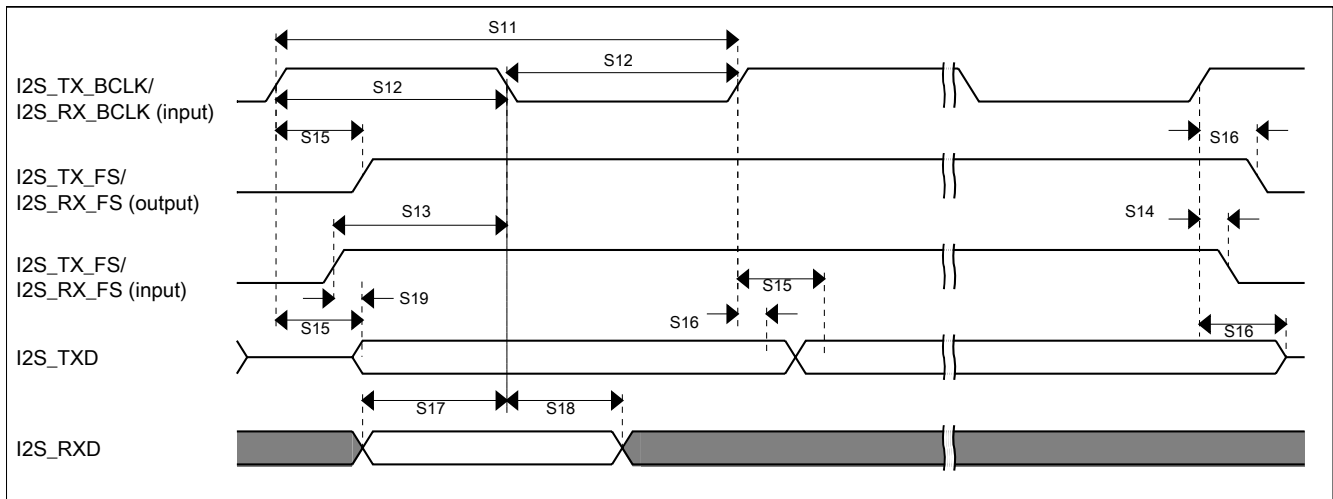 S11
I2S_TX_BCLK/
I2S_RX_BCLK (input)
S12
S12
S15
S16
I2S_TX_FS/
I2S_RX_FS (output)
S13
S14
I2S_TX_FS/
I2S_RX_FS (input)
S19
S15
S15
S16
S16
I2S_TXD
S17
S18
I2S_RXD